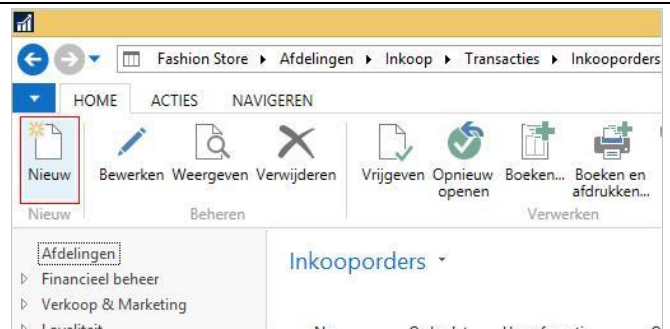 Fashion Store ▸ Afdelingen ▸ Inkoop ▸ Transacties ▸ Inkooporders
HOME ACTIES NAVIGEREN
Nieuw Bewerken Weergeven Verwijderen Vrijgeven Opnieuw openen Boeken... Boeken en afdrukken...
Nieuw Beheren Verwerken
Afdelingen
Inkooporders
Financieel beheer
Verkoop & Marketing